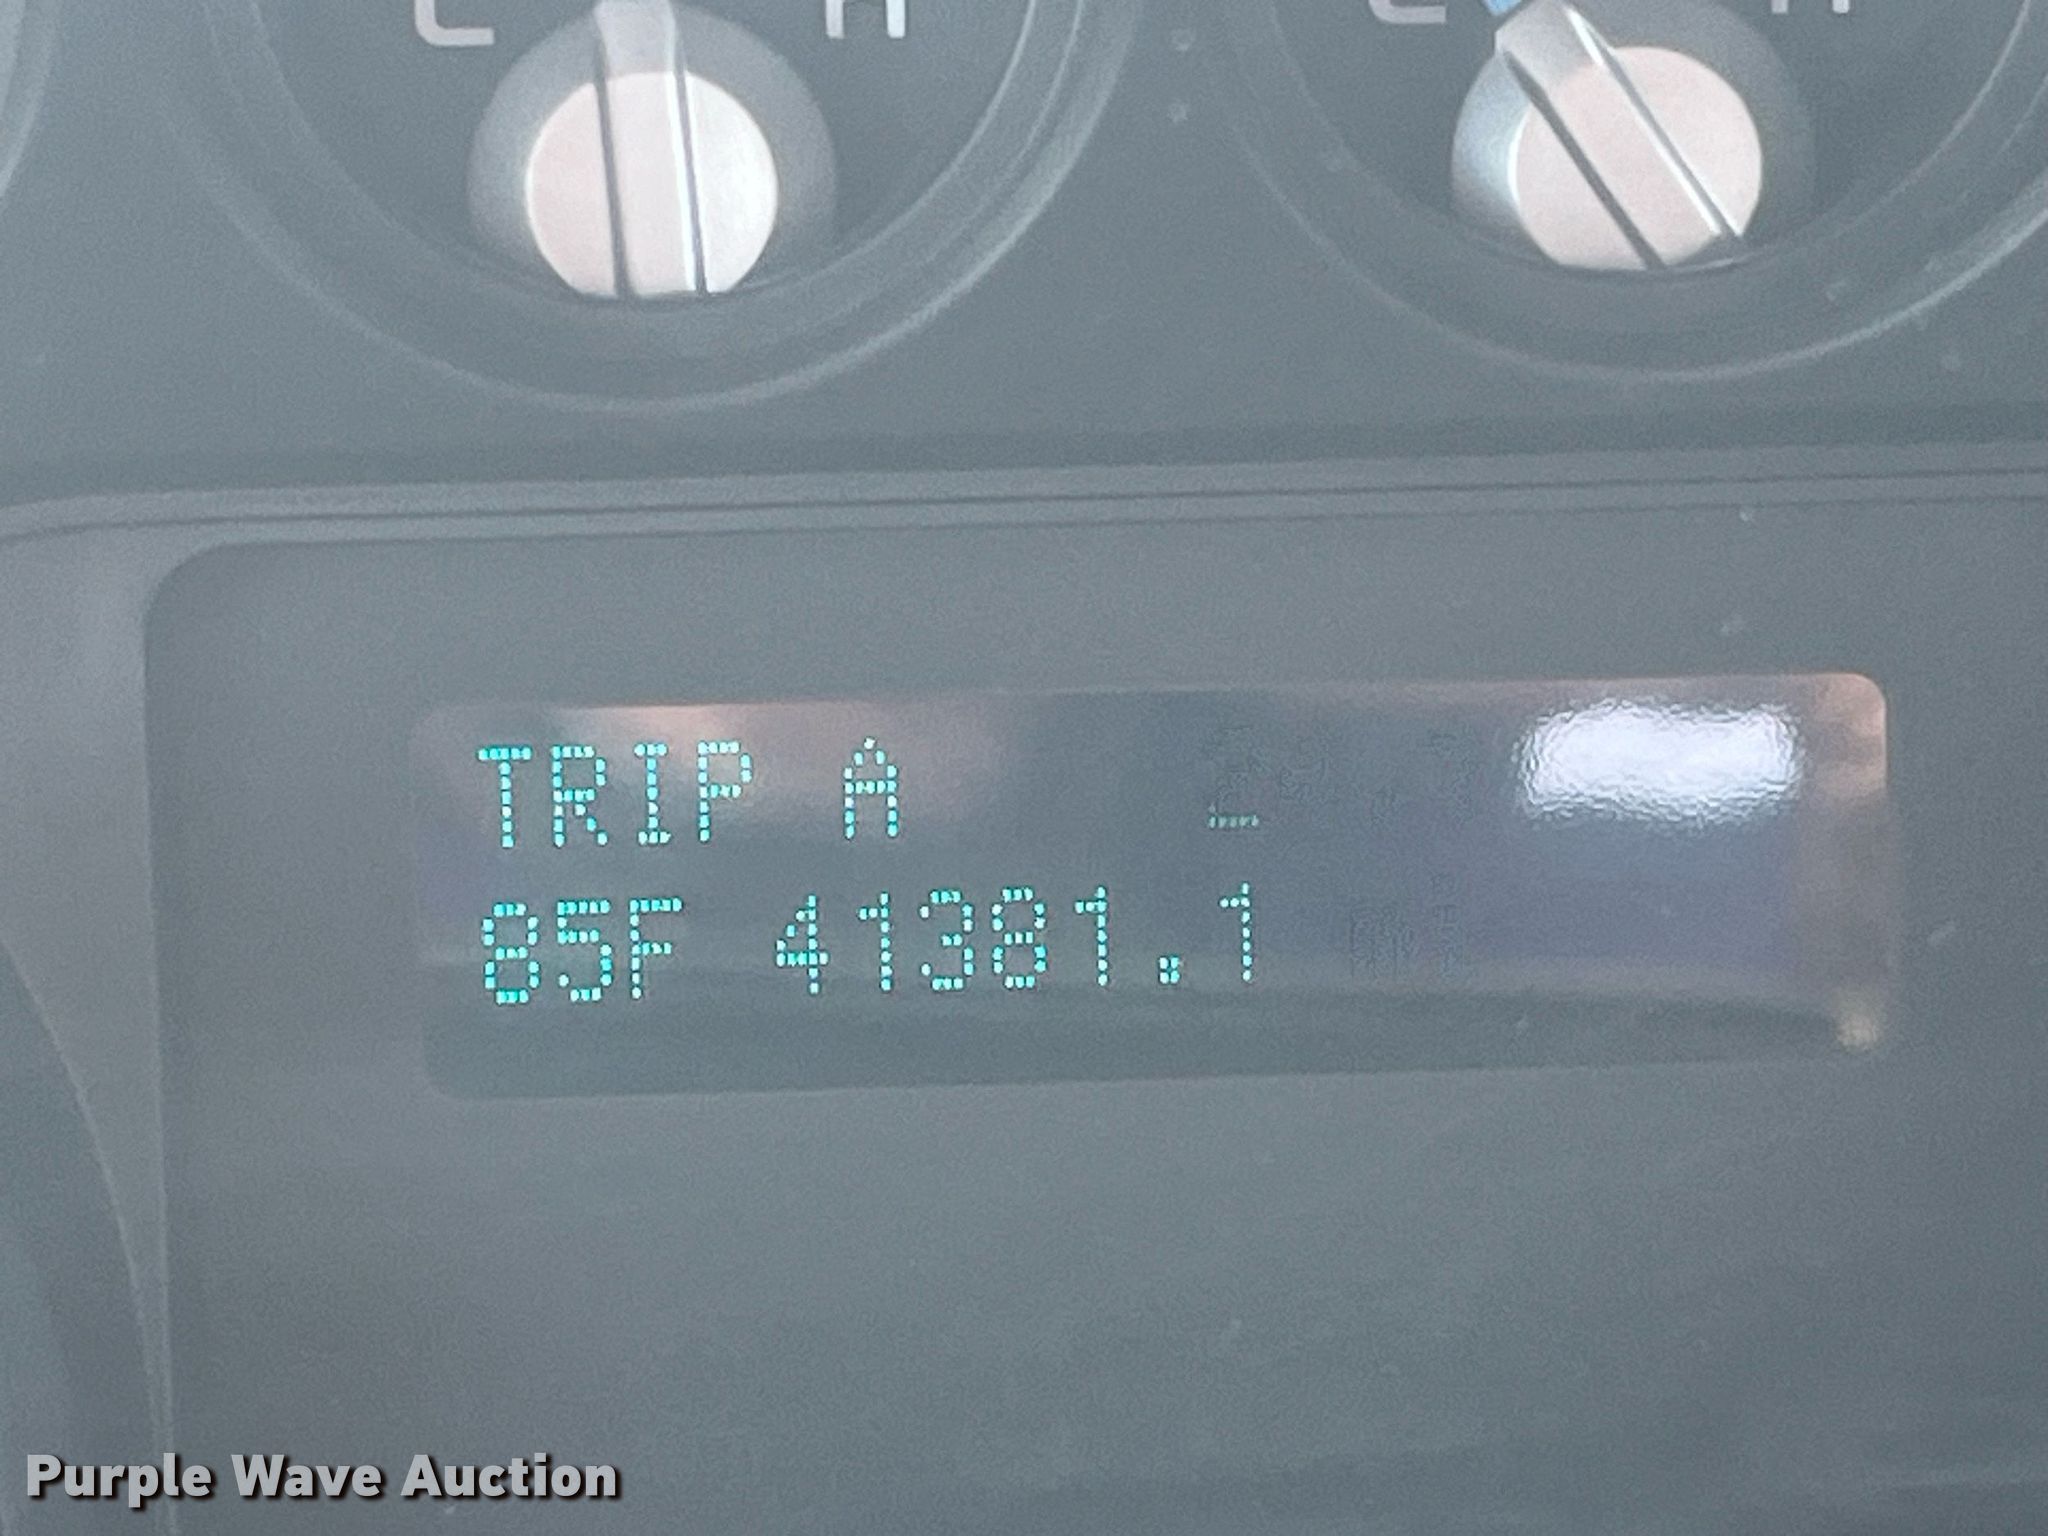 C H
C H
TRIP A
85F 41381.1
Purple Wave Auction